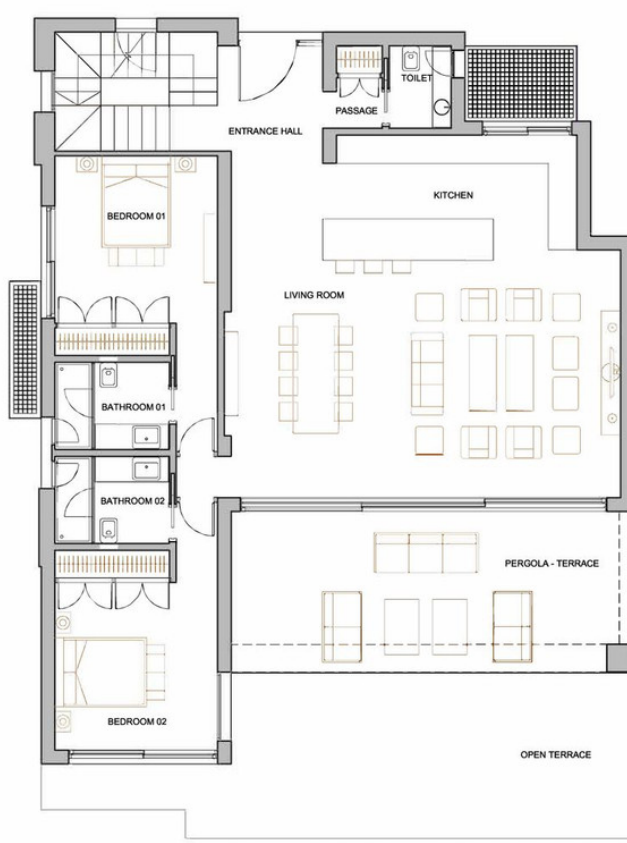 TOILET
PASSAGE
ENTRANCE HALL
KITCHEN
BEDROOM 01
LIVING ROOM
BATHROOM 01
BATHROOM 02
PERGOLA - TERRACE
BEDROOM 02
OPEN TERRACE